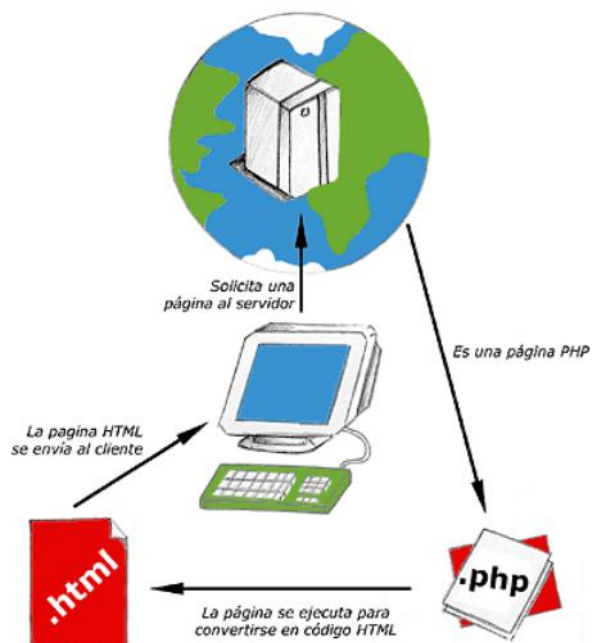 Solicita una
página al servidor
Es una página PHP
La pagina HTML
se envía al cliente
.html
.php
La página se ejecuta para
convertirse en código HTML